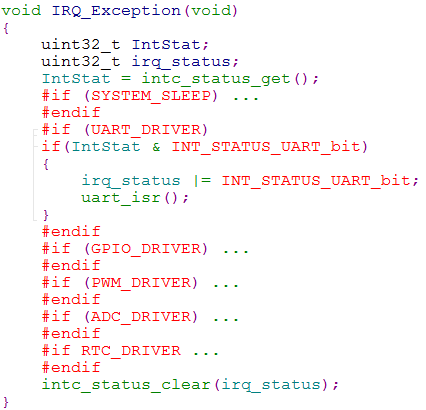 void IRQ_Exception(void)
{
    uint32_t IntStat;
    uint32_t irq_status;
    IntStat = intc_status_get();
    #if (SYSTEM_SLEEP) ...
    #endif
    #if (UART_DRIVER)
    if(IntStat & INT_STATUS_UART_bit)
    {
        irq_status |= INT_STATUS_UART_bit;
        uart_isr();
    }
    #endif
    #if (GPIO_DRIVER) ...
    #endif
    #if (PWM_DRIVER) ...
    #endif
    #if (ADC_DRIVER) ...
    #endif
    #if RTC_DRIVER ...
    #endif
    intc_status_clear(irq_status);
}